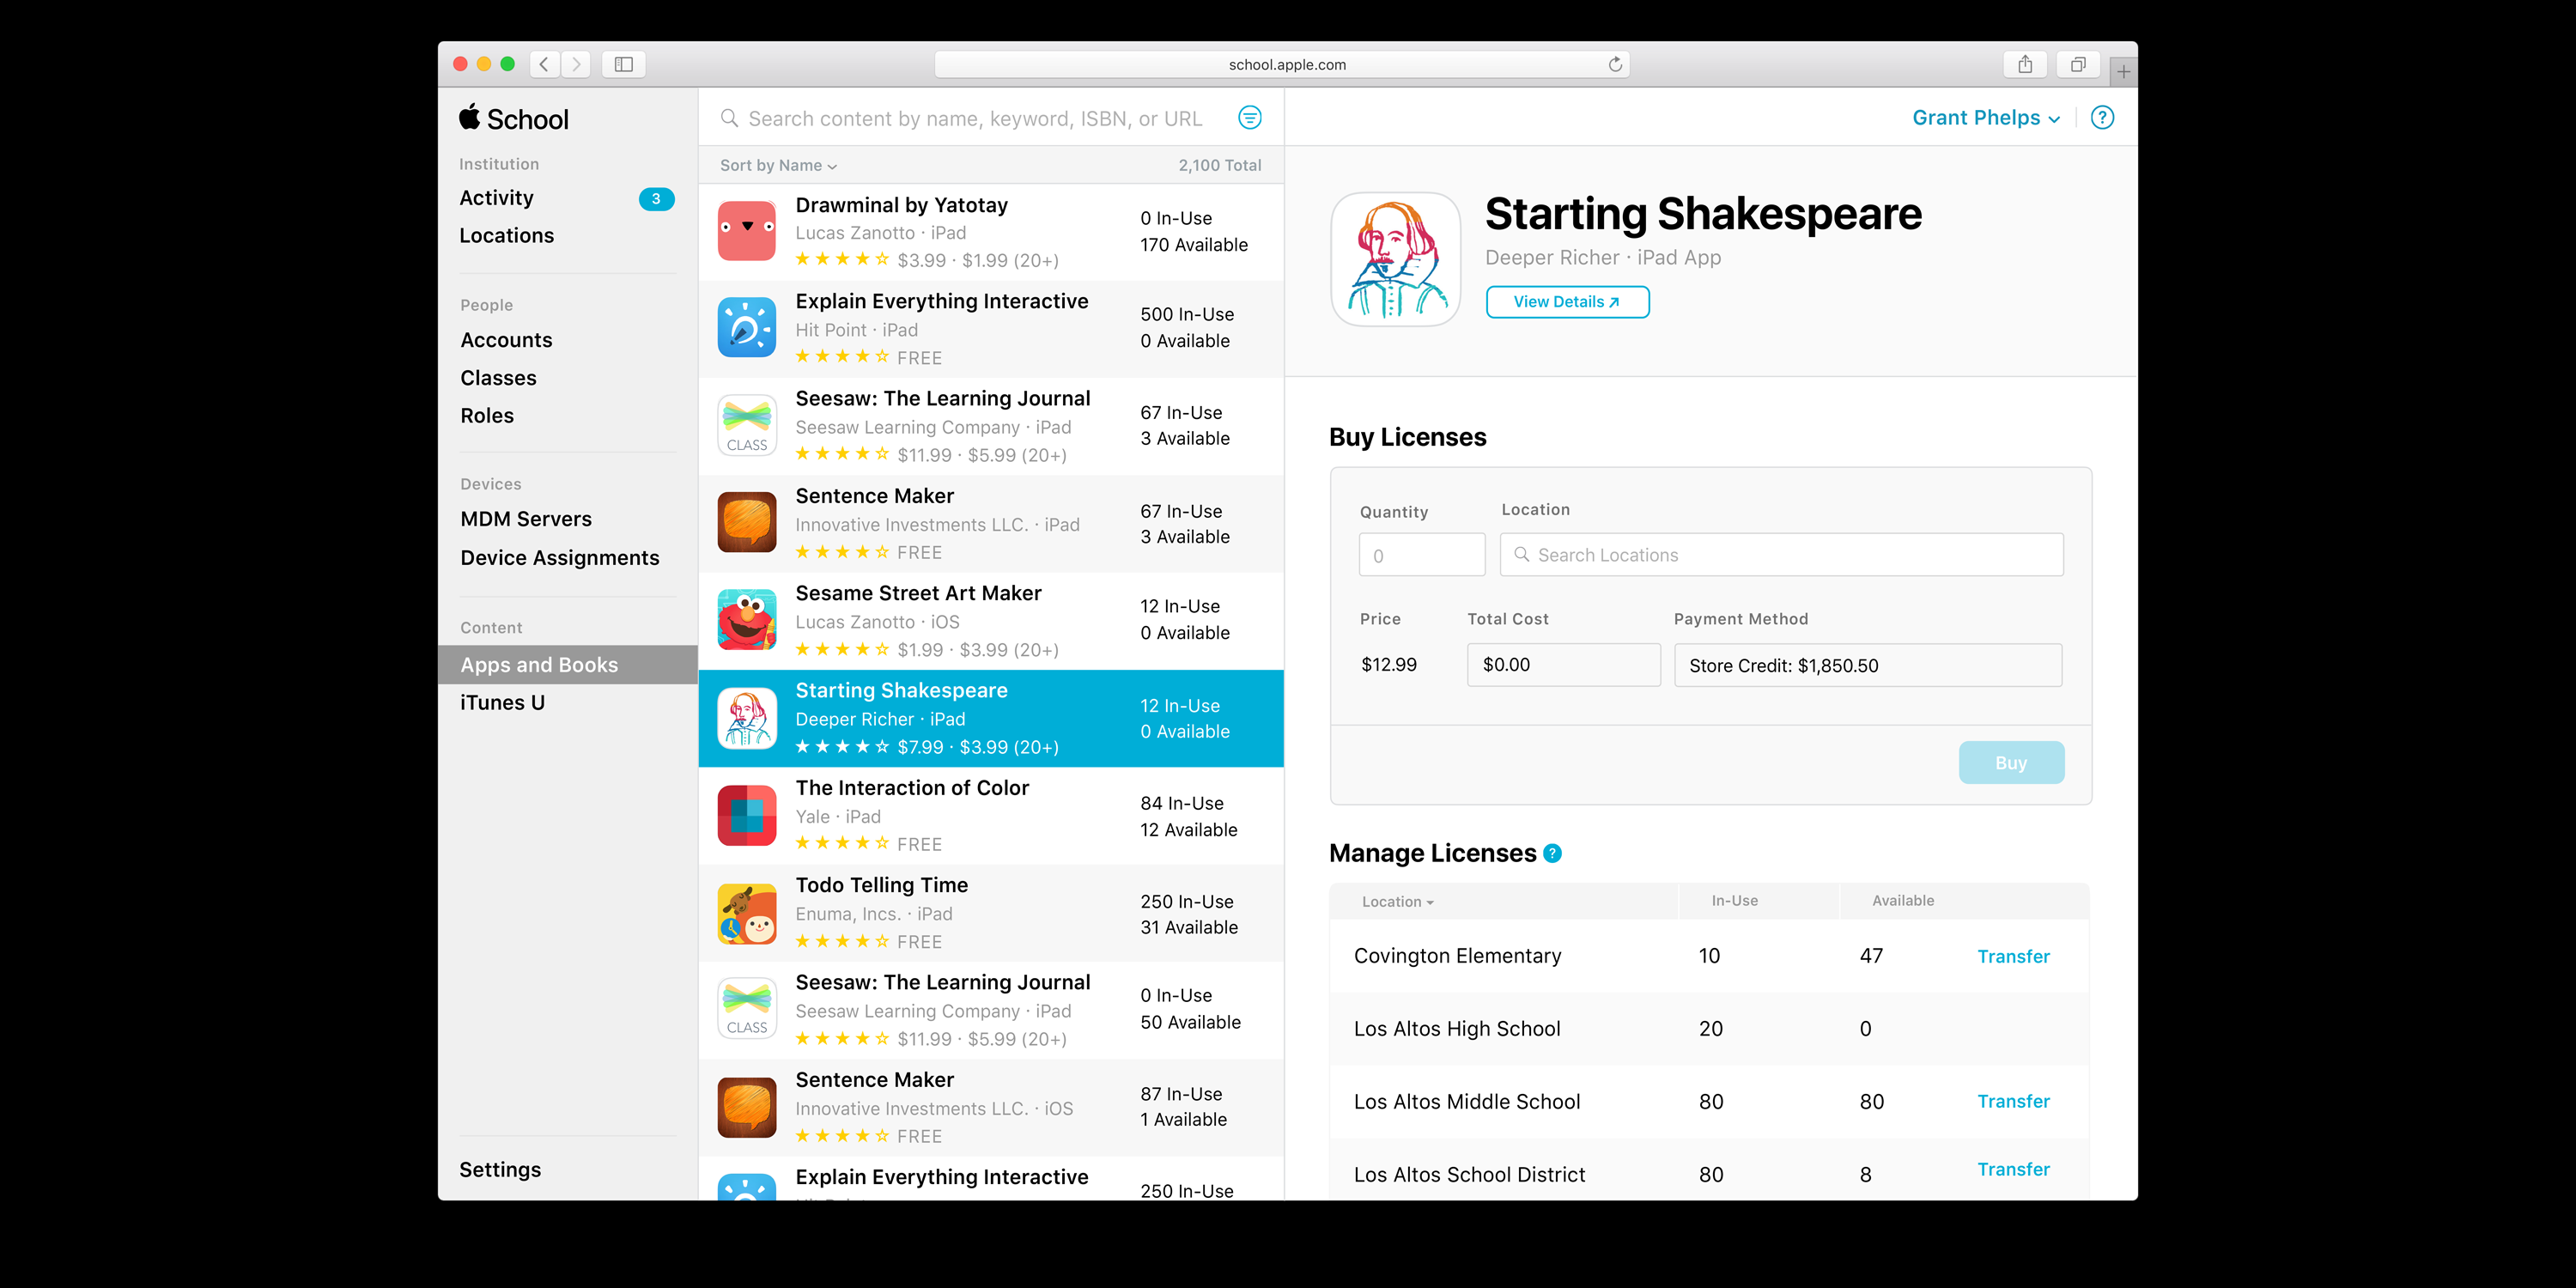 school.apple.com
School
Institution
Activity 3
Locations
People
Accounts
Classes
Roles
Devices
MDM Servers
Device Assignments
Content
Apps and Books
iTunes U
Settings
Search content by name, keyword, ISBN, or URL
Sort by Name 2,100 Total
Drawminal by Yatotay
Lucas Zanotto · iPad
$3.99 · $1.99 (20+)
0 In-Use
170 Available
Explain Everything Interactive
Hit Point · iPad
FREE
500 In-Use
0 Available
CLASS
Seesaw: The Learning Journal
Seesaw Learning Company · iPad
$11.99 · $5.99 (20+)
67 In-Use
3 Available
Sentence Maker
Innovative Investments LLC. · iPad
FREE
67 In-Use
3 Available
Sesame Street Art Maker
Lucas Zanotto · iOS
$1.99 · $3.99 (20+)
12 In-Use
0 Available
Starting Shakespeare
Deeper Richer · iPad
$7.99 · $3.99 (20+)
12 In-Use
0 Available
The Interaction of Color
Yale · iPad
FREE
84 In-Use
12 Available
Todo Telling Time
Enuma, Incs. · iPad
FREE
250 In-Use
31 Available
CLASS
Seesaw: The Learning Journal
Seesaw Learning Company · iPad
$11.99 · $5.99 (20+)
0 In-Use
50 Available
Sentence Maker
Innovative Investments LLC. · iOS
FREE
87 In-Use
1 Available
Explain Everything Interactive
250 In-Use
Grant Phelps ?
Starting Shakespeare
Deeper Richer · iPad App
View Details
Buy Licenses
Quantity Location
0 Search Locations
Price Total Cost Payment Method
$12.99 $0.00 Store Credit: $1,850.50
Buy
Manage Licenses ?
Location In-Use Available
Covington Elementary 10 47 Transfer
Los Altos High School 20 0
Los Altos Middle School 80 80 Transfer
Los Altos School District 80 8 Transfer